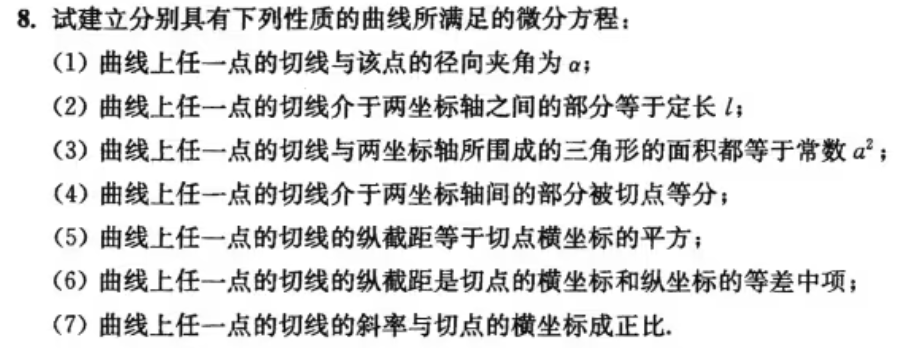 8. 试建立分别具有下列性质的曲线所满足的微分方程：
（1）曲线上任一点的切线与该点的径向夹角为 α；
（2）曲线上任一点的切线介于两坐标轴之间的部分等于定长 l；
（3）曲线上任一点的切线与两坐标轴所围成的三角形的面积都等于常数 a²；
（4）曲线上任一点的切线介于两坐标轴间的部分被切点等分；
（5）曲线上任一点的切线的纵截距等于切点横坐标的平方；
（6）曲线上任一点的切线的纵截距是切点的横坐标和纵坐标的等差中项；
（7）曲线上任一点的切线的斜率与切点的横坐标成正比.